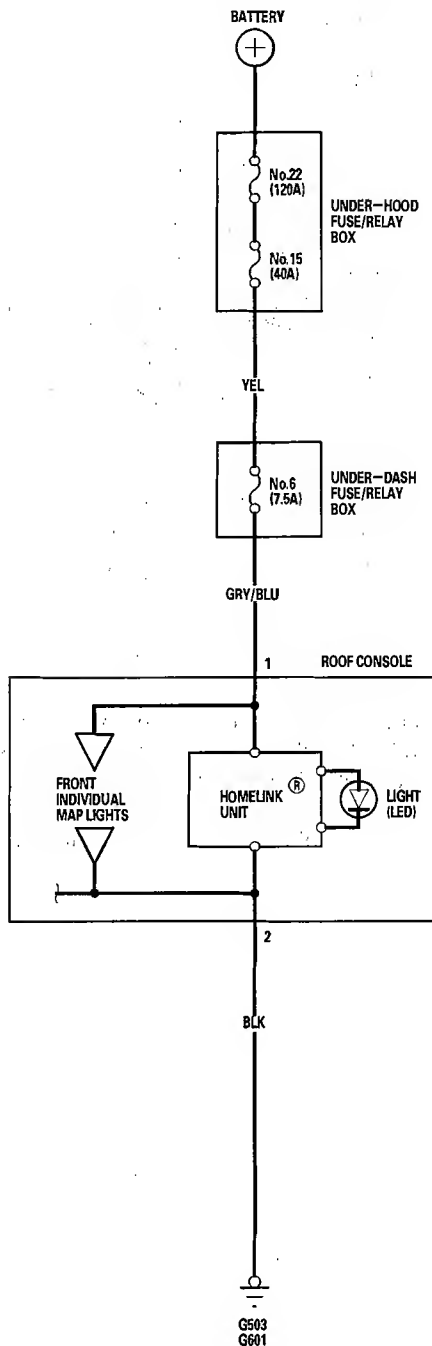 BATTERY
No.22
(120A)
No.15
(40A)
UNDER-HOOD
FUSE/RELAY
BOX
YEL
No.6
(7.5A)
UNDER-DASH
FUSE/RELAY
BOX
GRY/BLU
1
ROOF CONSOLE
FRONT
INDIVIDUAL
MAP LIGHTS
HOMELINK ®
UNIT
LIGHT
(LED)
2
BLK
G503
G601